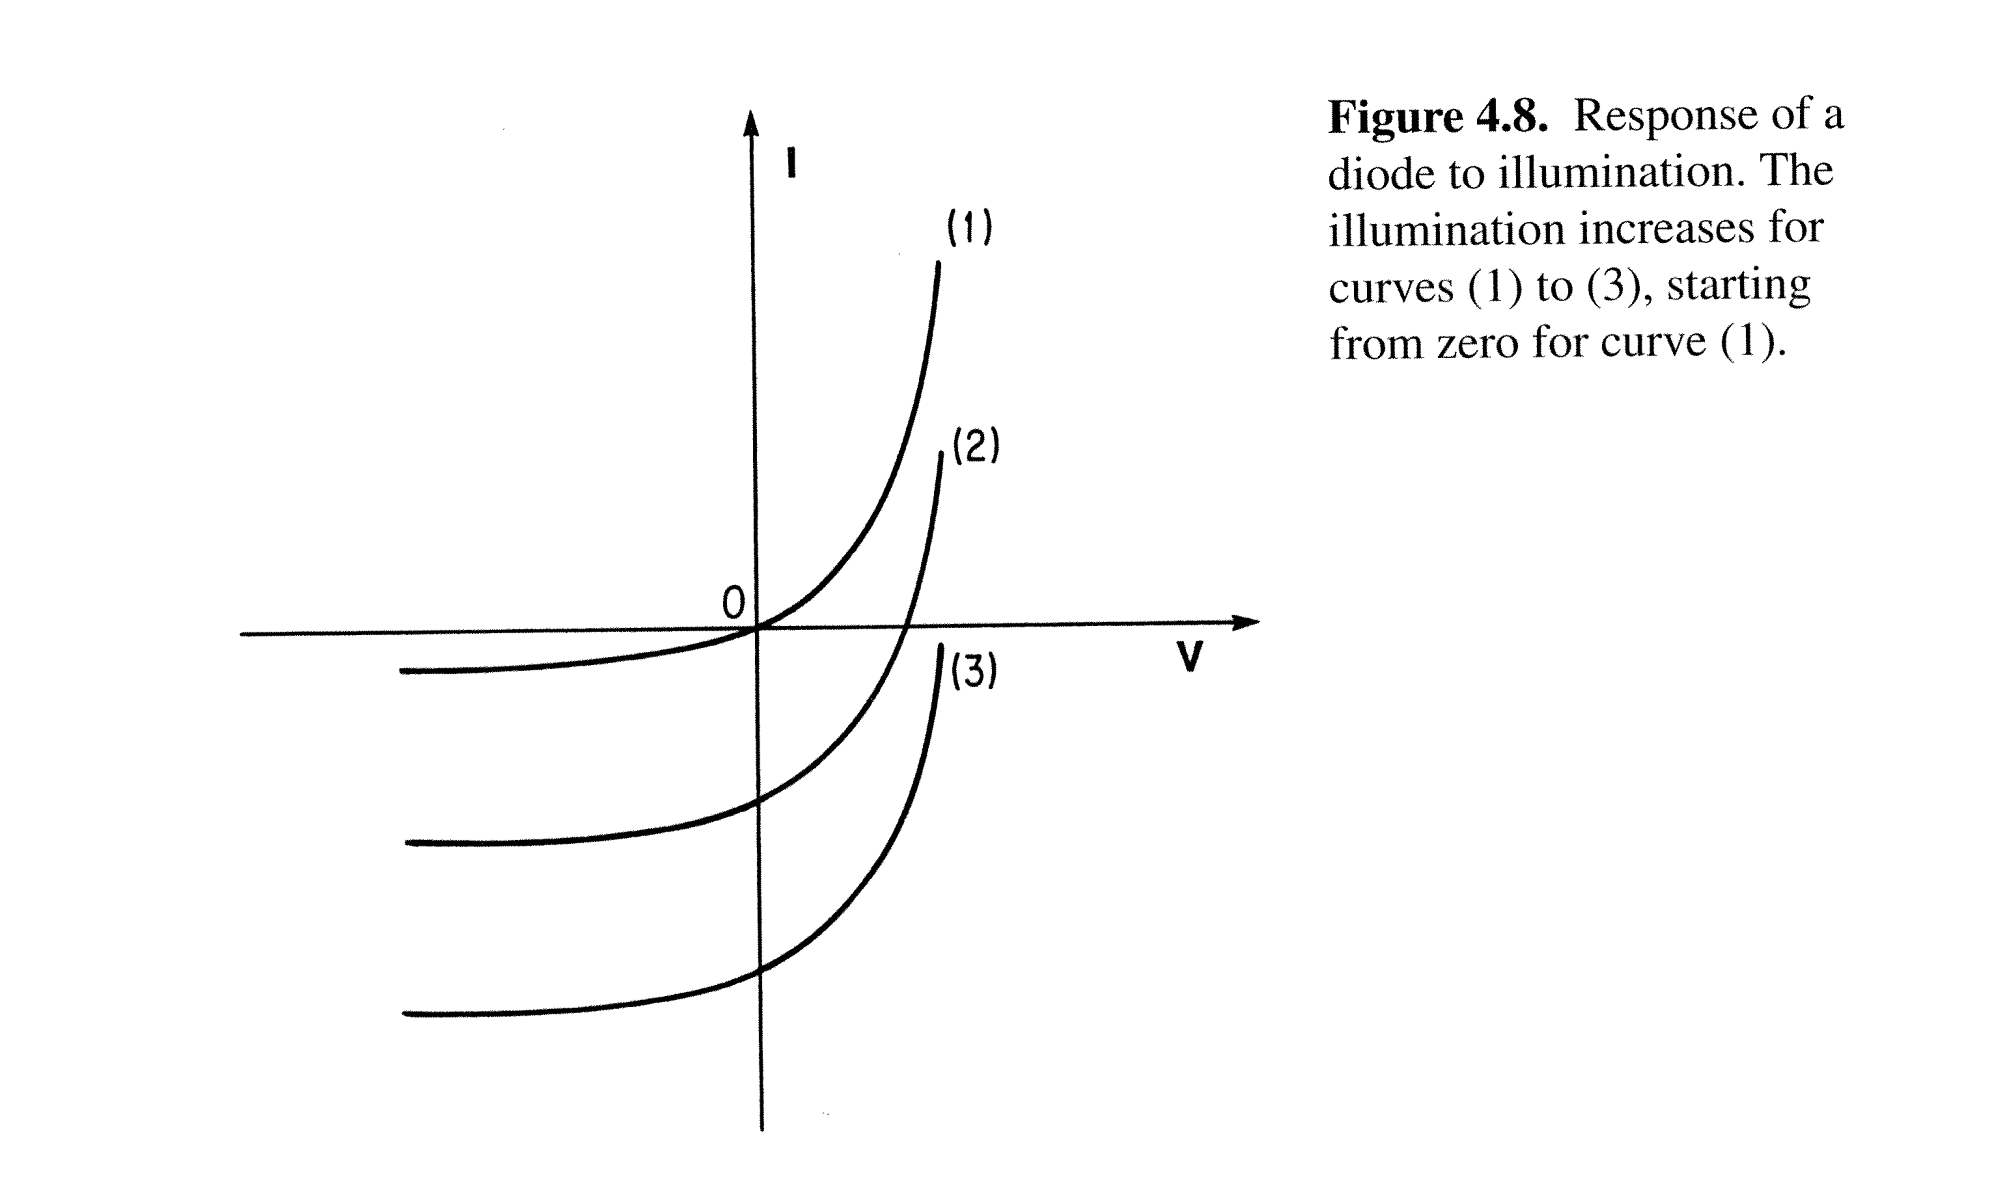 I
(1)
(2)
0
V
(3)
Figure 4.8. Response of a
diode to illumination. The
illumination increases for
curves (1) to (3), starting
from zero for curve (1).